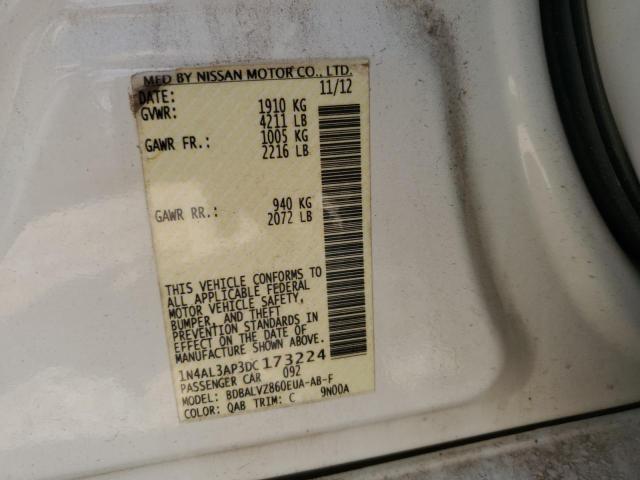 MFD BY NISSAN MOTOR CO., LTD.
DATE: 11/12
GVWR: 1910 KG
4211 LB
GAWR FR.: 1005 KG
2216 LB
GAWR RR.: 940 KG
2072 LB
THIS VEHICLE CONFORMS TO
ALL APPLICABLE FEDERAL
MOTOR VEHICLE SAFETY,
BUMPER, AND THEFT
PREVENTION STANDARDS IN
EFFECT ON THE DATE OF
MANUFACTURE SHOWN ABOVE.
1N4AL3AP3DC173224
PASSENGER CAR 092
MODEL: BDBALVZ860EUA-AB-F
COLOR: QAB TRIM: C 9N00A